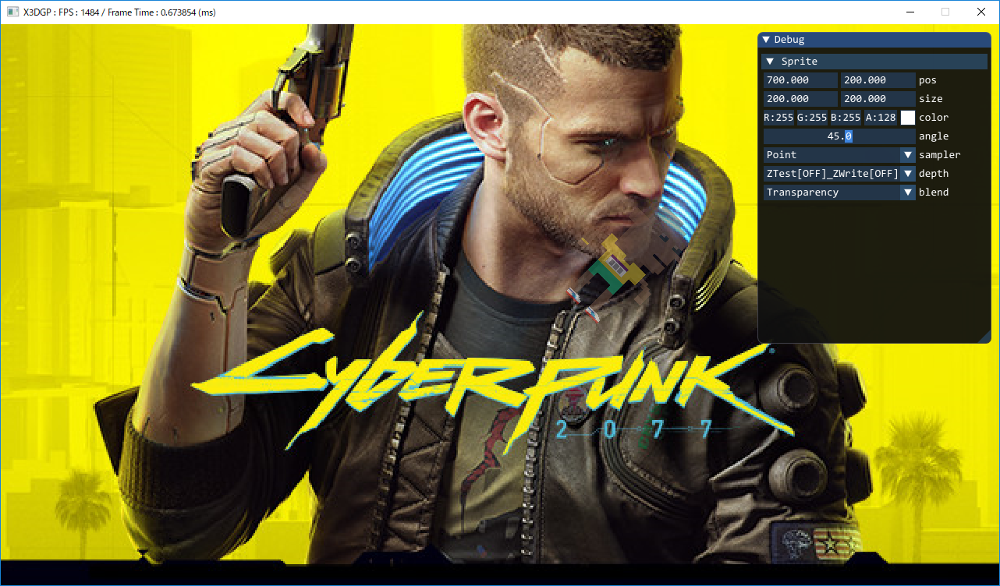 X3DGP : FPS : 1484 / Frame Time : 0.673854 (ms)
Debug
Sprite
700.000 200.000 pos
200.000 200.000 size
R:255 G:255 B:255 A:128 color
45.0 angle
Point sampler
ZTest[OFF]_ZWrite[OFF] depth
Transparency blend
Cyberpunk
2077